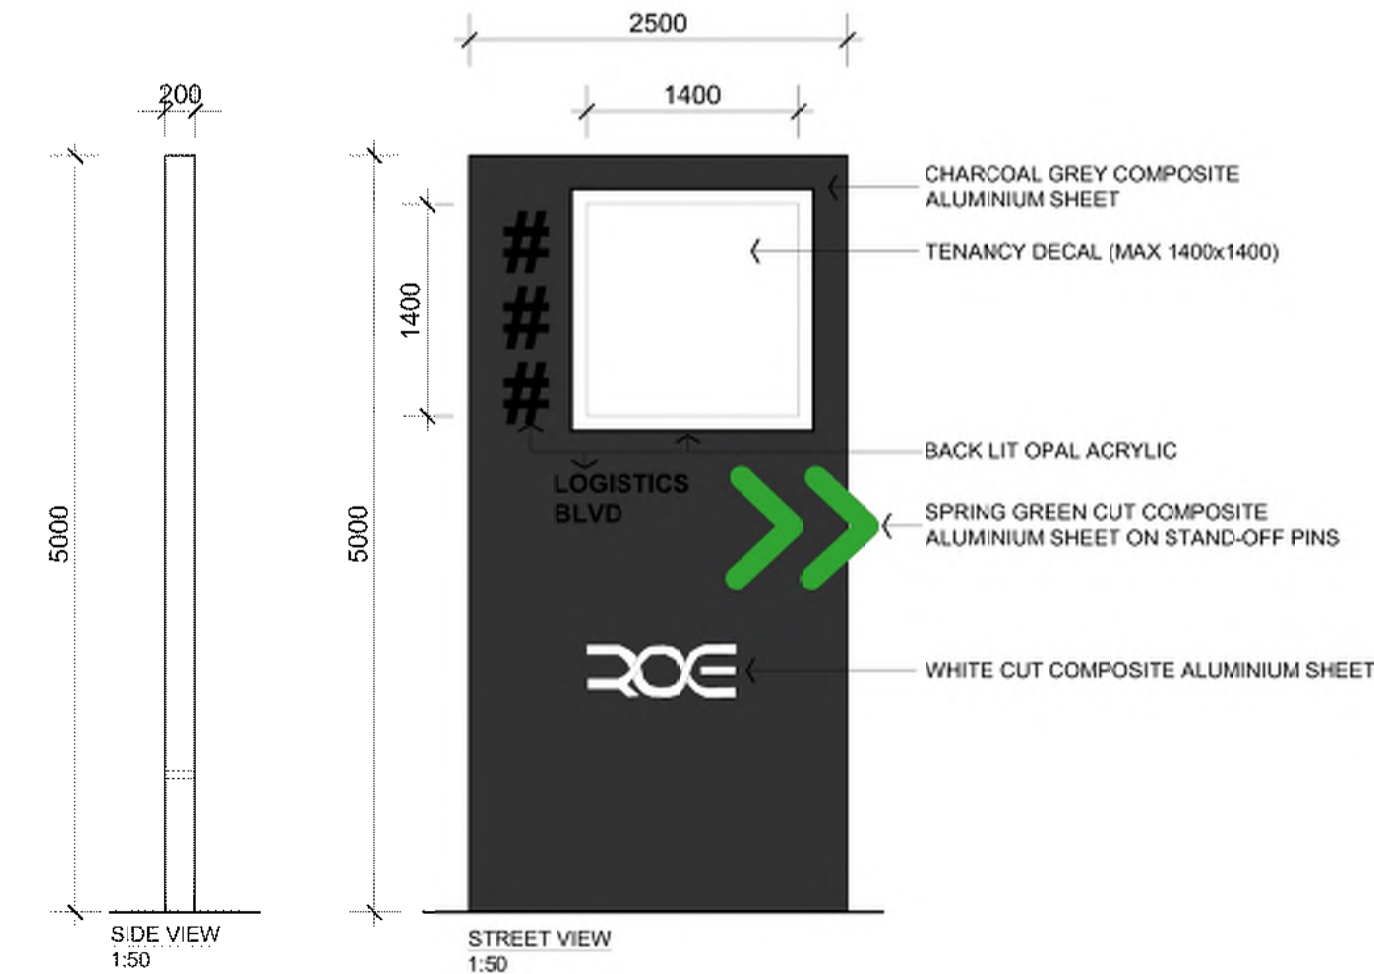 2500
200
1400
CHARCOAL GREY COMPOSITE
ALUMINIUM SHEET
TENANCY DECAL (MAX 1400x1400)
#
#
#
1400
BACK LIT OPAL ACRYLIC
LOGISTICS
BLVD
SPRING GREEN CUT COMPOSITE
ALUMINIUM SHEET ON STAND-OFF PINS
5000
5000
ROE
WHITE CUT COMPOSITE ALUMINIUM SHEET
SIDE VIEW
1:50
STREET VIEW
1:50